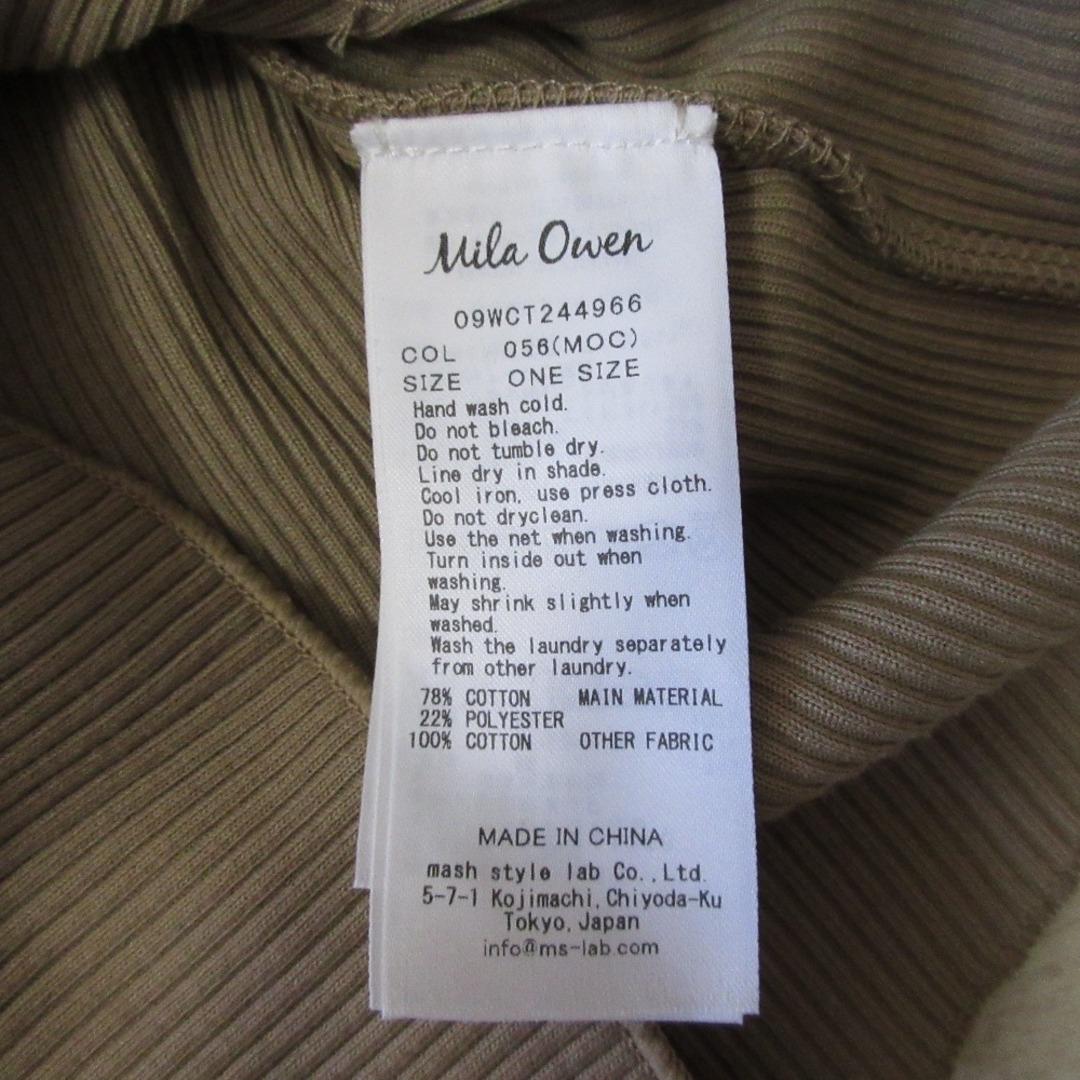 Mila Owen
09WCT244966
COL 056(MOC)
SIZE ONE SIZE
Hand wash cold.
Do not bleach.
Do not tumble dry.
Line dry in shade.
Cool iron, use press cloth.
Do not dryclean.
Use the net when washing.
Turn inside out when
washing.
May shrink slightly when
washed.
Wash the laundry separately
from other laundry.
78% COTTON MAIN MATERIAL
22% POLYESTER
100% COTTON OTHER FABRIC
MADE IN CHINA
mash style lab Co.,Ltd.
5-7-1 Kojimachi, Chiyoda-Ku
Tokyo, Japan
info@ms-lab.com